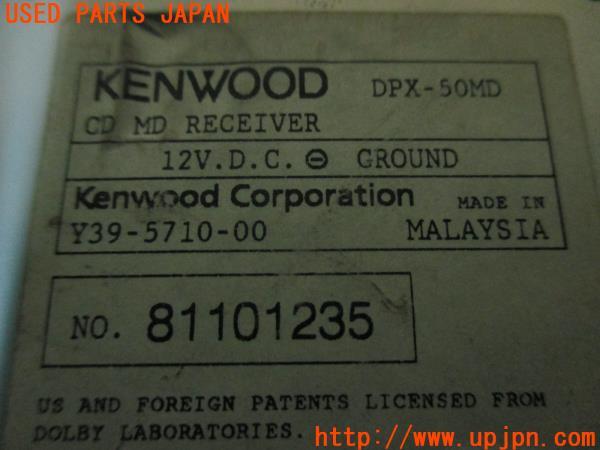 USED PARTS JAPAN
KENWOOD DPX-50MD
CD MD RECEIVER
12V.D.C. ⊖ GROUND
Kenwood Corporation MADE IN
Y39-5710-00 MALAYSIA
NO. 81101235
US AND FOREIGN PATENTS LICENSED FROM
DOLBY LABORATORIES.
http://www.upjpn.com